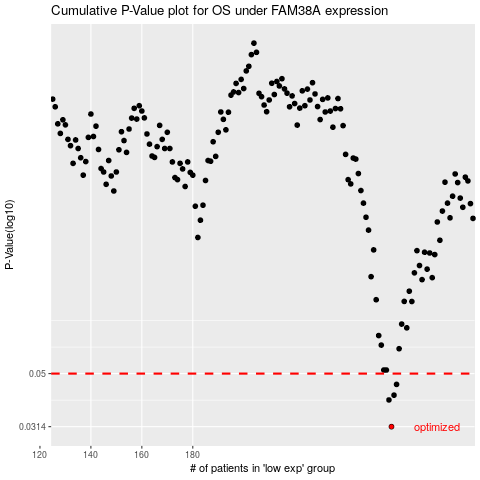 Cumulative P-Value plot for OS under FAM38A expression
P-Value(log10)
0.05
0.0314
optimized
120 140 160 180
# of patients in 'low exp' group